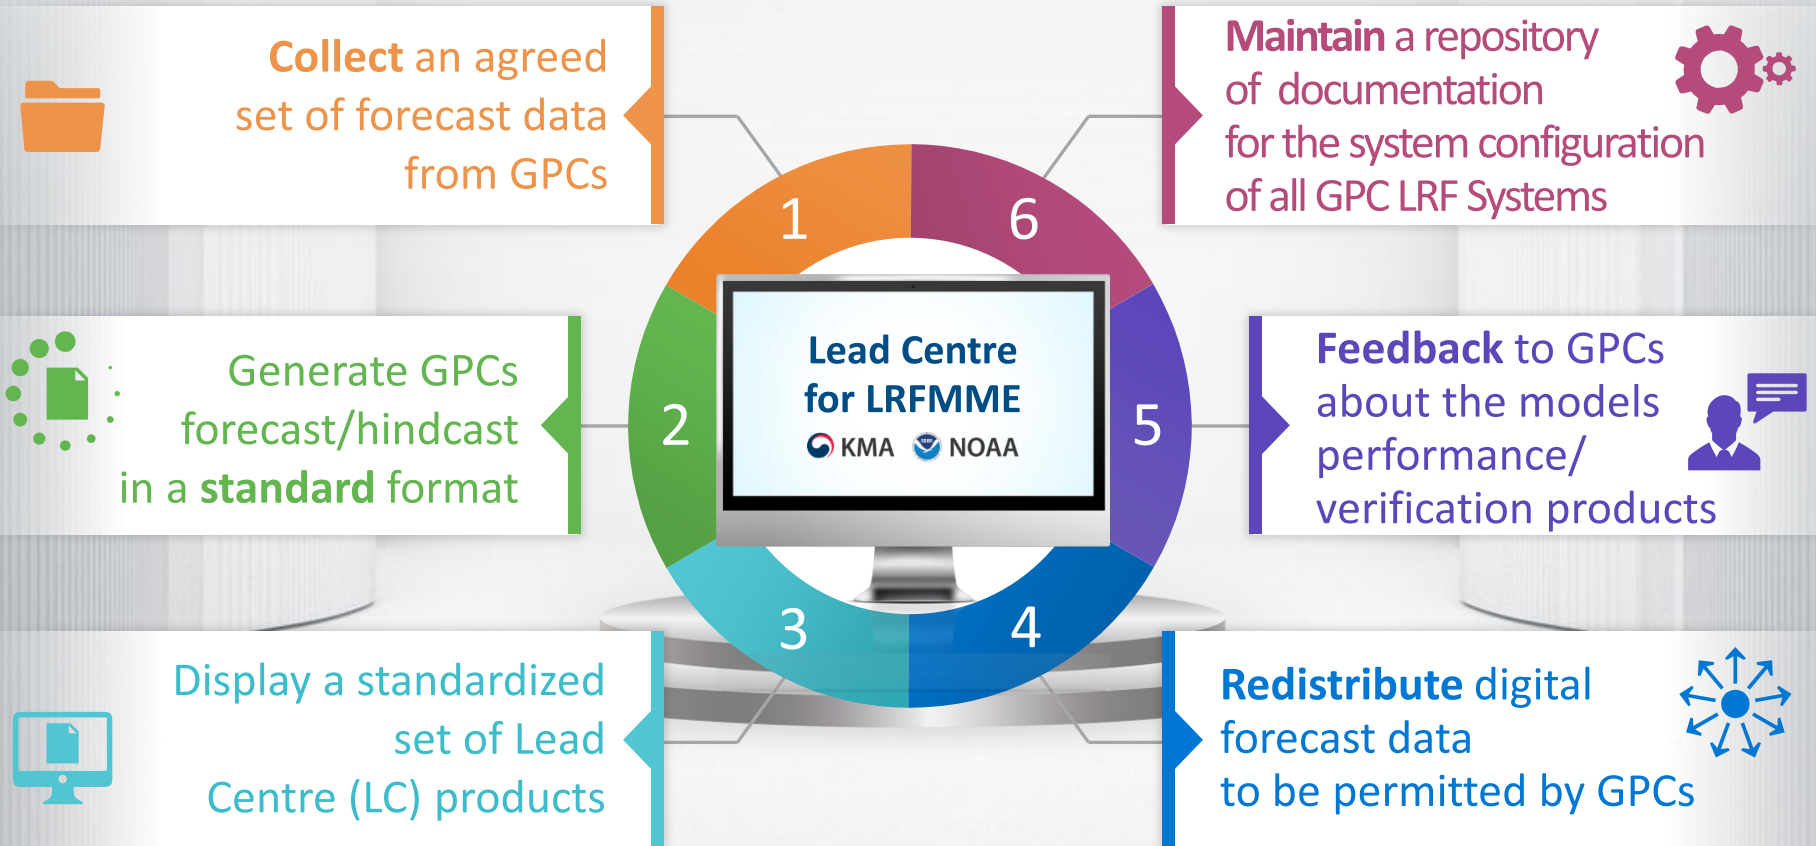 Collect an agreed
set of forecast data
from GPCs
1
Generate GPCs
forecast/hindcast
in a standard format
2
Display a standardized
set of Lead
Centre (LC) products
3
Lead Centre
for LRFMME
KMA NOAA
4
Redistribute digital
forecast data
to be permitted by GPCs
5
Feedback to GPCs
about the models
performance/
verification products
6
Maintain a repository
of documentation
for the system configuration
of all GPC LRF Systems